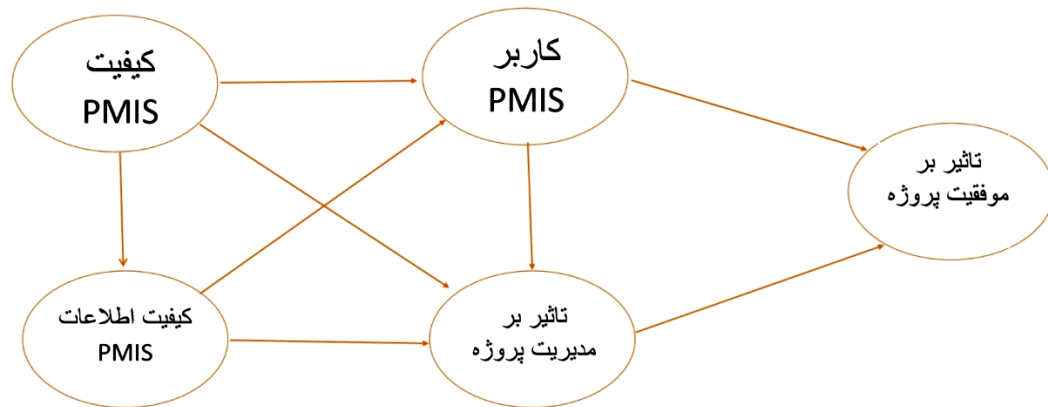 کیفیت
PMIS
کاربر
PMIS
تاثیر بر
موفقیت پروژه
کیفیت اطلاعات
PMIS
تاثیر بر
مدیریت پروژه